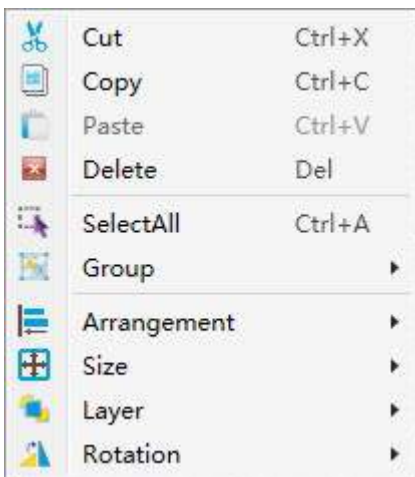 Cut Ctrl+X
Copy Ctrl+C
Paste Ctrl+V
Delete Del
SelectAll Ctrl+A
Group
Arrangement
Size
Layer
Rotation